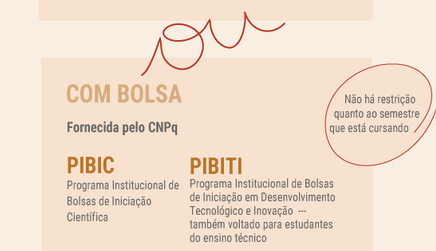 COM BOLSA
Fornecida pelo CNPq
Não há restrição
quanto ao semestre
que está cursando
PIBIC
Programa Institucional de
Bolsas de Iniciação
Científica
PIBITI
Programa Institucional de Bolsas
de Iniciação em Desenvolvimento
Tecnológico e Inovação ---
também voltado para estudantes
do ensino técnico